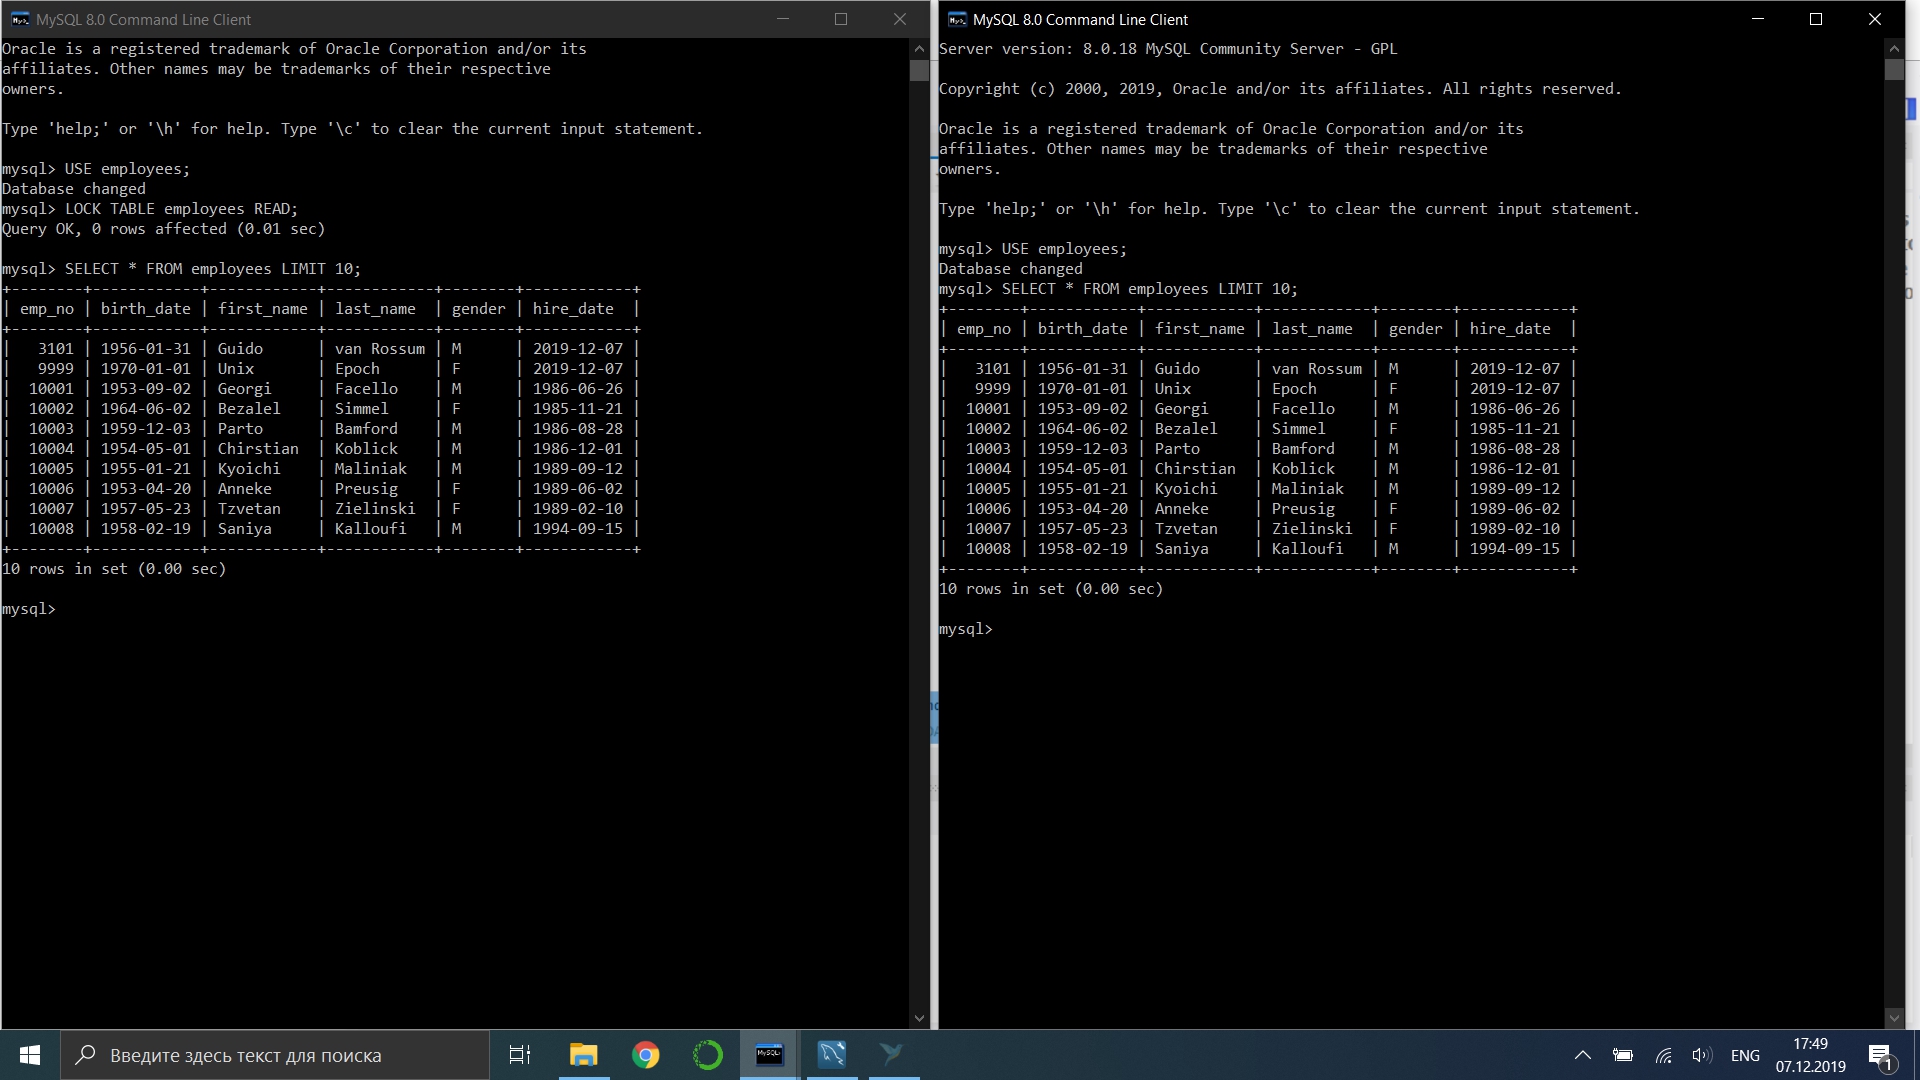 MySQL 8.0 Command Line Client
Oracle is a registered trademark of Oracle Corporation and/or its
affiliates. Other names may be trademarks of their respective
owners.
Type 'help;' or '\h' for help. Type '\c' to clear the current input statement.
mysql> USE employees;
Database changed
mysql> LOCK TABLE employees READ;
Query OK, 0 rows affected (0.01 sec)
mysql> SELECT * FROM employees LIMIT 10;
+--------+------------+------------+------------+--------+------------+
| emp_no | birth_date | first_name | last_name  | gender | hire_date  |
+--------+------------+------------+------------+--------+------------+
|   3101 | 1956-01-31 | Guido      | van Rossum | M      | 2019-12-07 |
|   9999 | 1970-01-01 | Unix       | Epoch      | F      | 2019-12-07 |
|  10001 | 1953-09-02 | Georgi     | Facello    | M      | 1986-06-26 |
|  10002 | 1964-06-02 | Bezalel    | Simmel     | F      | 1985-11-21 |
|  10003 | 1959-12-03 | Parto      | Bamford    | M      | 1986-08-28 |
|  10004 | 1954-05-01 | Chirstian  | Koblick    | M      | 1986-12-01 |
|  10005 | 1955-01-21 | Kyoichi    | Maliniak   | M      | 1989-09-12 |
|  10006 | 1953-04-20 | Anneke     | Preusig    | F      | 1989-06-02 |
|  10007 | 1957-05-23 | Tzvetan    | Zielinski  | F      | 1989-02-10 |
|  10008 | 1958-02-19 | Saniya     | Kalloufi   | M      | 1994-09-15 |
+--------+------------+------------+------------+--------+------------+
10 rows in set (0.00 sec)
mysql>
MySQL 8.0 Command Line Client
Server version: 8.0.18 MySQL Community Server - GPL
Copyright (c) 2000, 2019, Oracle and/or its affiliates. All rights reserved.
Oracle is a registered trademark of Oracle Corporation and/or its
affiliates. Other names may be trademarks of their respective
owners.
Type 'help;' or '\h' for help. Type '\c' to clear the current input statement.
mysql> USE employees;
Database changed
mysql> SELECT * FROM employees LIMIT 10;
+--------+------------+------------+------------+--------+------------+
| emp_no | birth_date | first_name | last_name  | gender | hire_date  |
+--------+------------+------------+------------+--------+------------+
|   3101 | 1956-01-31 | Guido      | van Rossum | M      | 2019-12-07 |
|   9999 | 1970-01-01 | Unix       | Epoch      | F      | 2019-12-07 |
|  10001 | 1953-09-02 | Georgi     | Facello    | M      | 1986-06-26 |
|  10002 | 1964-06-02 | Bezalel    | Simmel     | F      | 1985-11-21 |
|  10003 | 1959-12-03 | Parto      | Bamford    | M      | 1986-08-28 |
|  10004 | 1954-05-01 | Chirstian  | Koblick    | M      | 1986-12-01 |
|  10005 | 1955-01-21 | Kyoichi    | Maliniak   | M      | 1989-09-12 |
|  10006 | 1953-04-20 | Anneke     | Preusig    | F      | 1989-06-02 |
|  10007 | 1957-05-23 | Tzvetan    | Zielinski  | F      | 1989-02-10 |
|  10008 | 1958-02-19 | Saniya     | Kalloufi   | M      | 1994-09-15 |
+--------+------------+------------+------------+--------+------------+
10 rows in set (0.00 sec)
mysql>
Введите здесь текст для поиска
ENG
17:49
07.12.2019
1